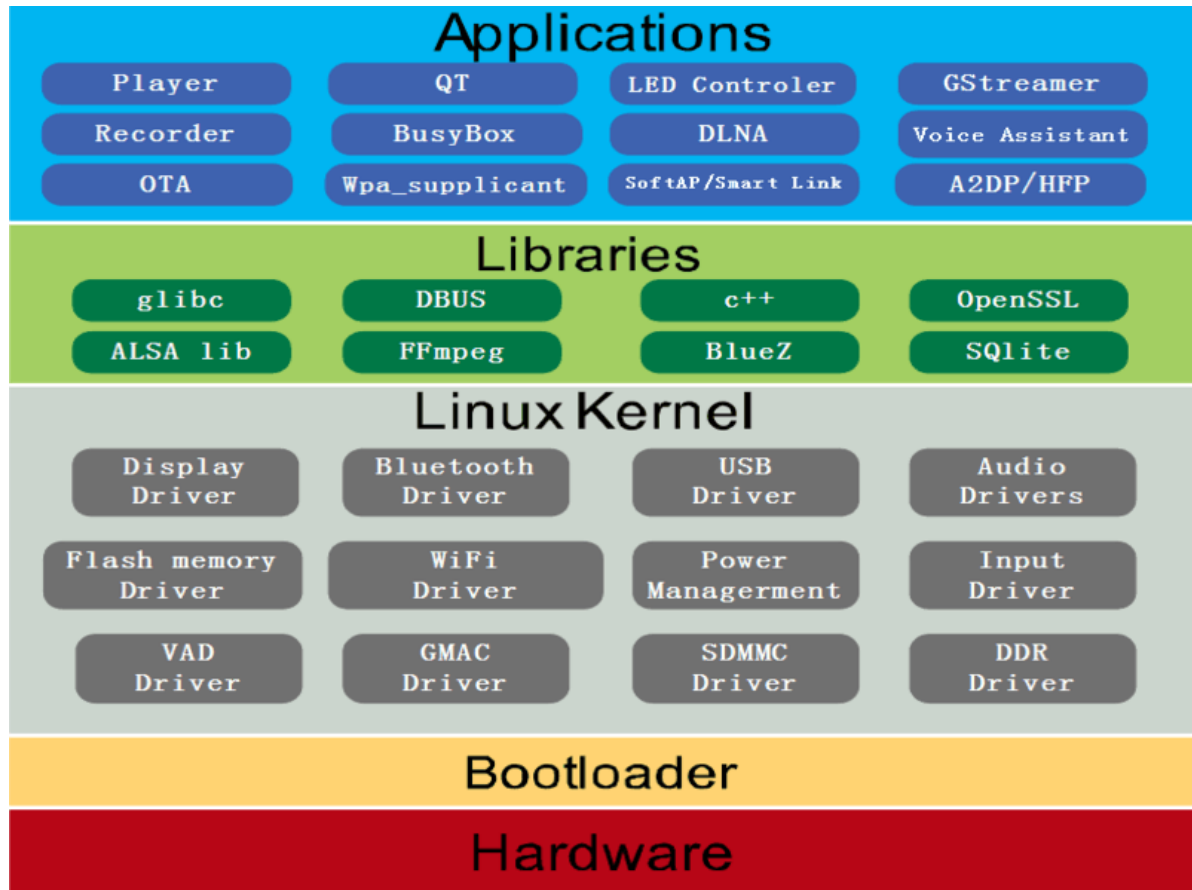 Applications
Player
QT
LED Controler
GStreamer
Recorder
BusyBox
DLNA
Voice Assistant
OTA
Wpa_supplicant
SoftAP/Smart Link
A2DP/HFP
Libraries
glibc
DBUS
c++
OpenSSL
ALSA lib
FFmpeg
BlueZ
SQlite
Linux Kernel
Display
Driver
Bluetooth
Driver
USB
Driver
Audio
Drivers
Flash memory
Driver
WiFi
Driver
Power
Managerment
Input
Driver
VAD
Driver
GMAC
Driver
SDMMC
Driver
DDR
Driver
Bootloader
Hardware